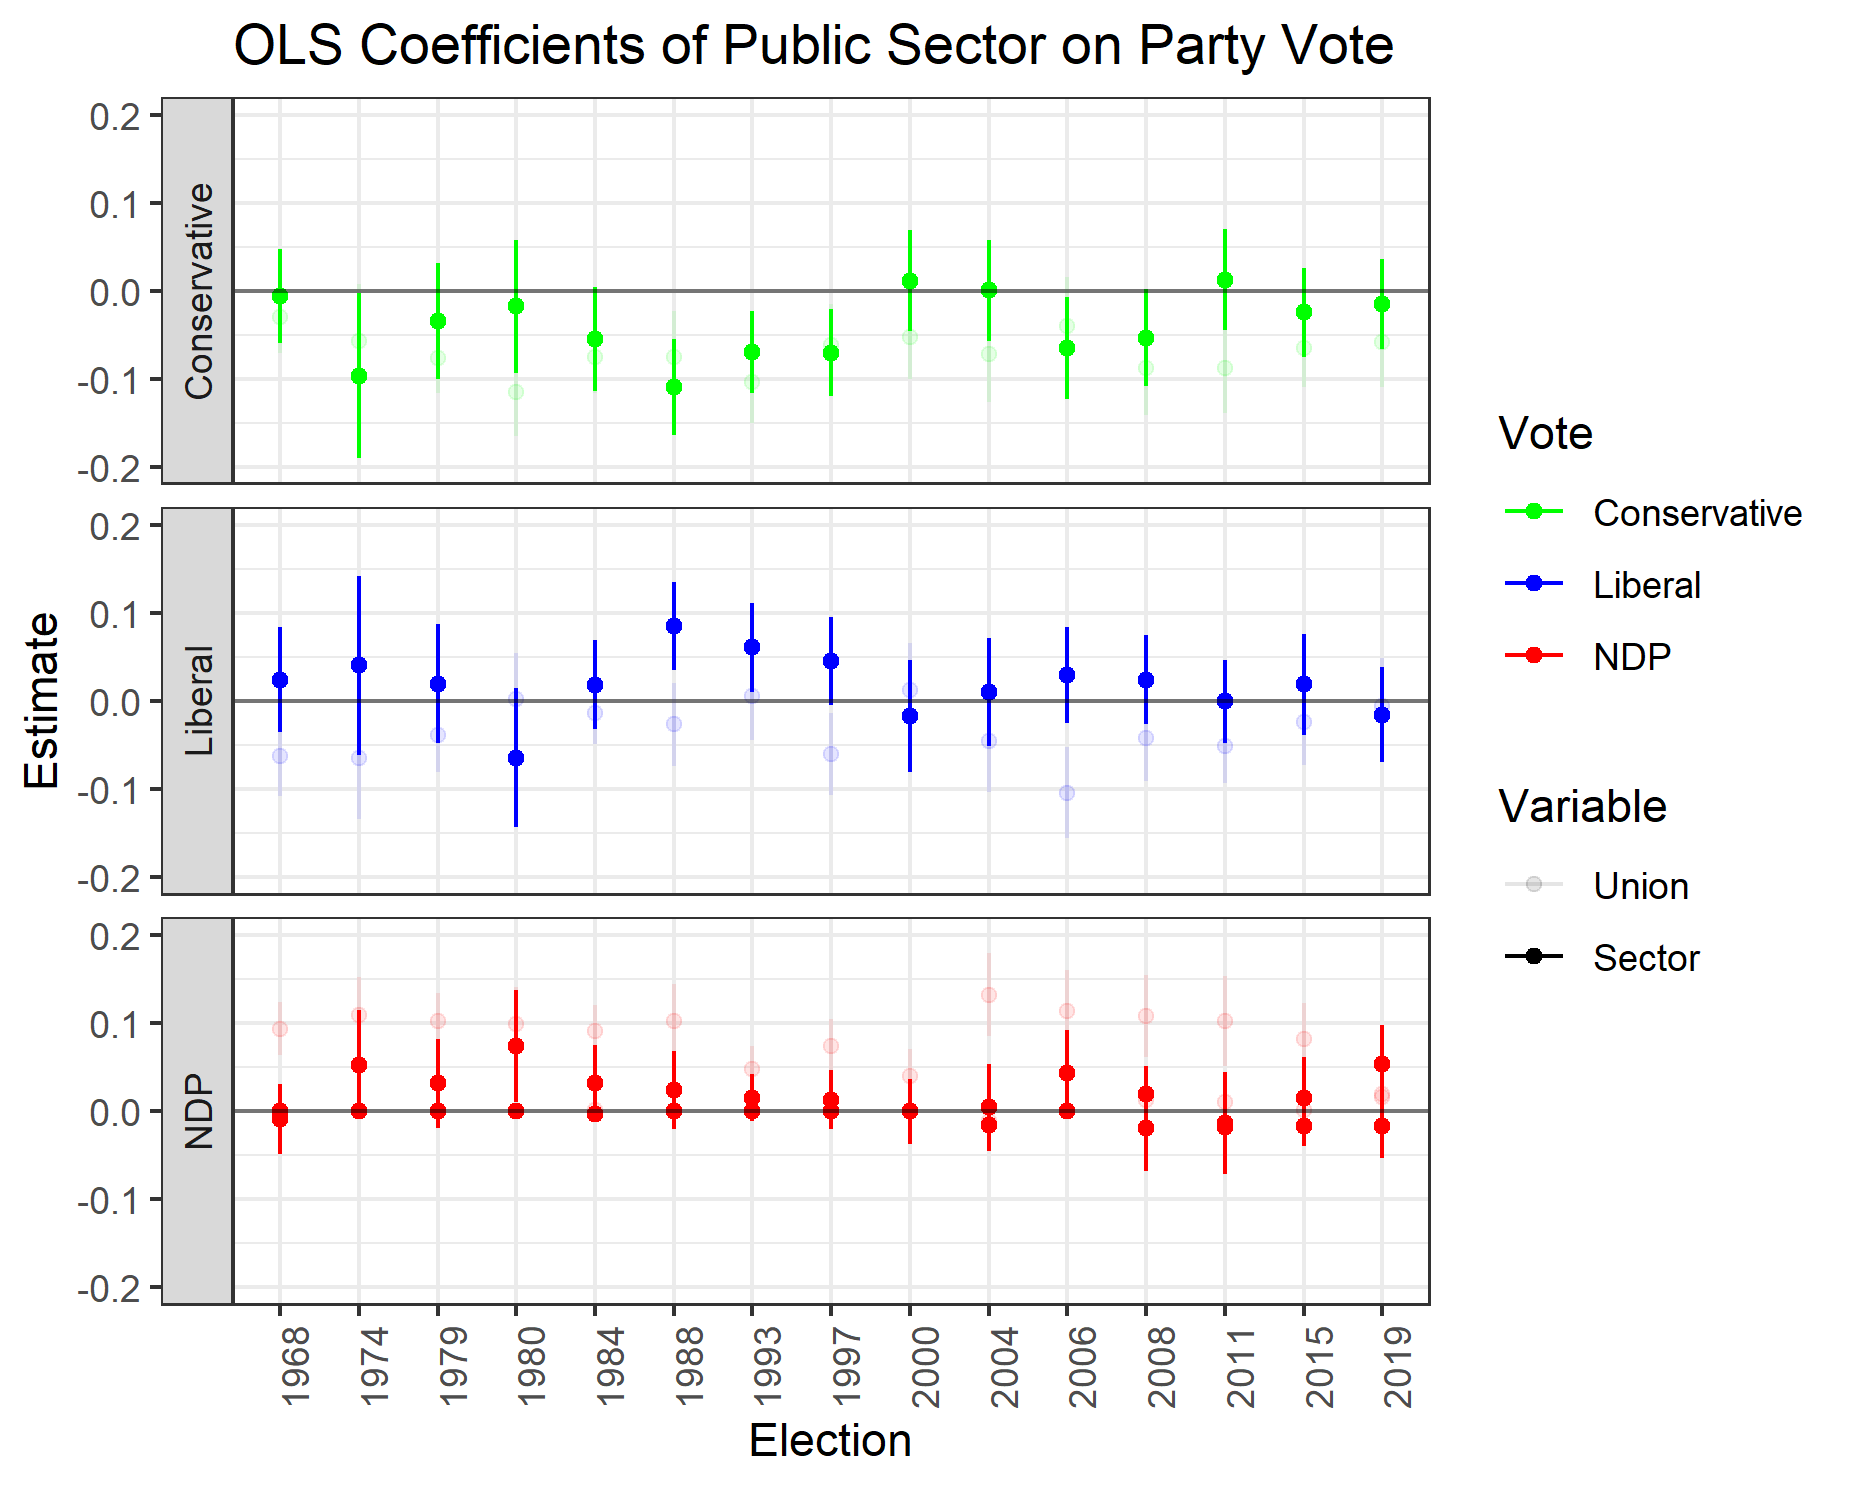 OLS Coefficients of Public Sector on Party Vote
Estimate
Conservative
0.2
0.1
0.0
-0.1
-0.2
Liberal
0.2
0.1
0.0
-0.1
-0.2
NDP
0.2
0.1
0.0
-0.1
-0.2
1968
1974
1979
1980
1984
1988
1993
1997
2000
2004
2006
2008
2011
2015
2019
Election
Vote
Conservative
Liberal
NDP
Variable
Union
Sector